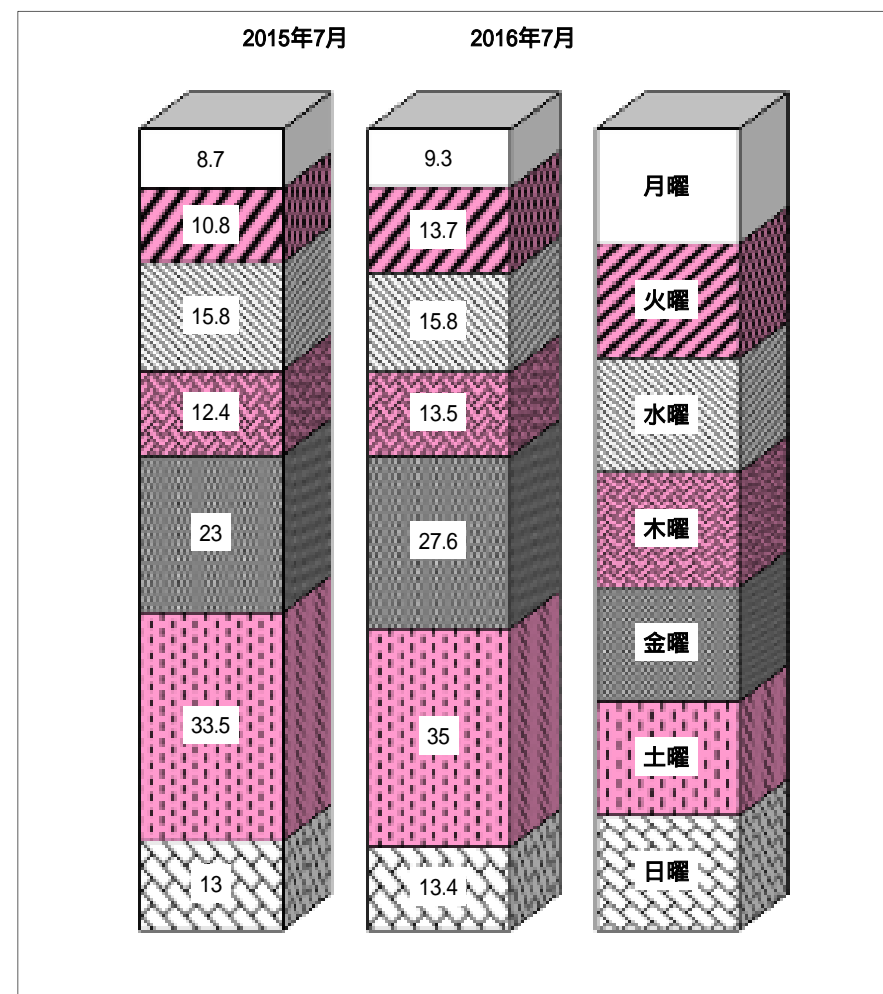 2015年7月 2016年7月
8.7 9.3 月曜
10.8 13.7 火曜
15.8 15.8 水曜
12.4 13.5 木曜
23 27.6 金曜
33.5 35 土曜
13 13.4 日曜